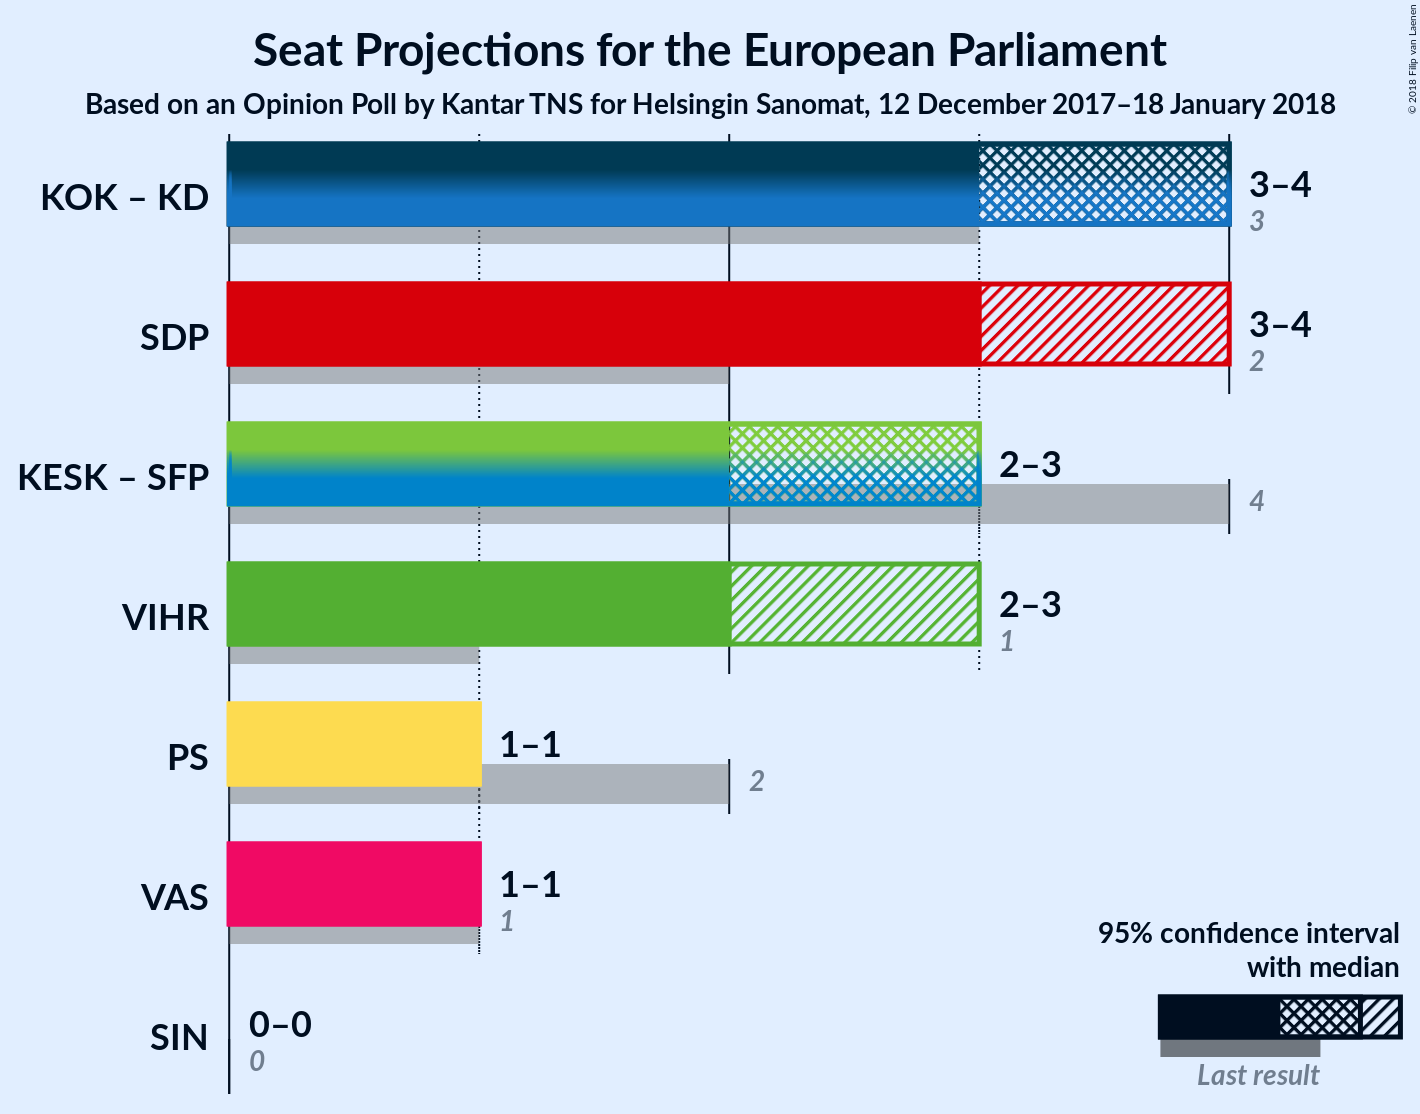 Seat Projections for the European Parliament
Based on an Opinion Poll by Kantar TNS for Helsingin Sanomat, 12 December 2017–18 January 2018
© 2018 Filip van Laenen
KOK – KD
3–4
3
SDP
3–4
2
KESK – SFP
2–3
4
VIHR
2–3
1
PS
1–1
2
VAS
1–1
1
SIN
0–0
0
95% confidence interval
with median
Last result